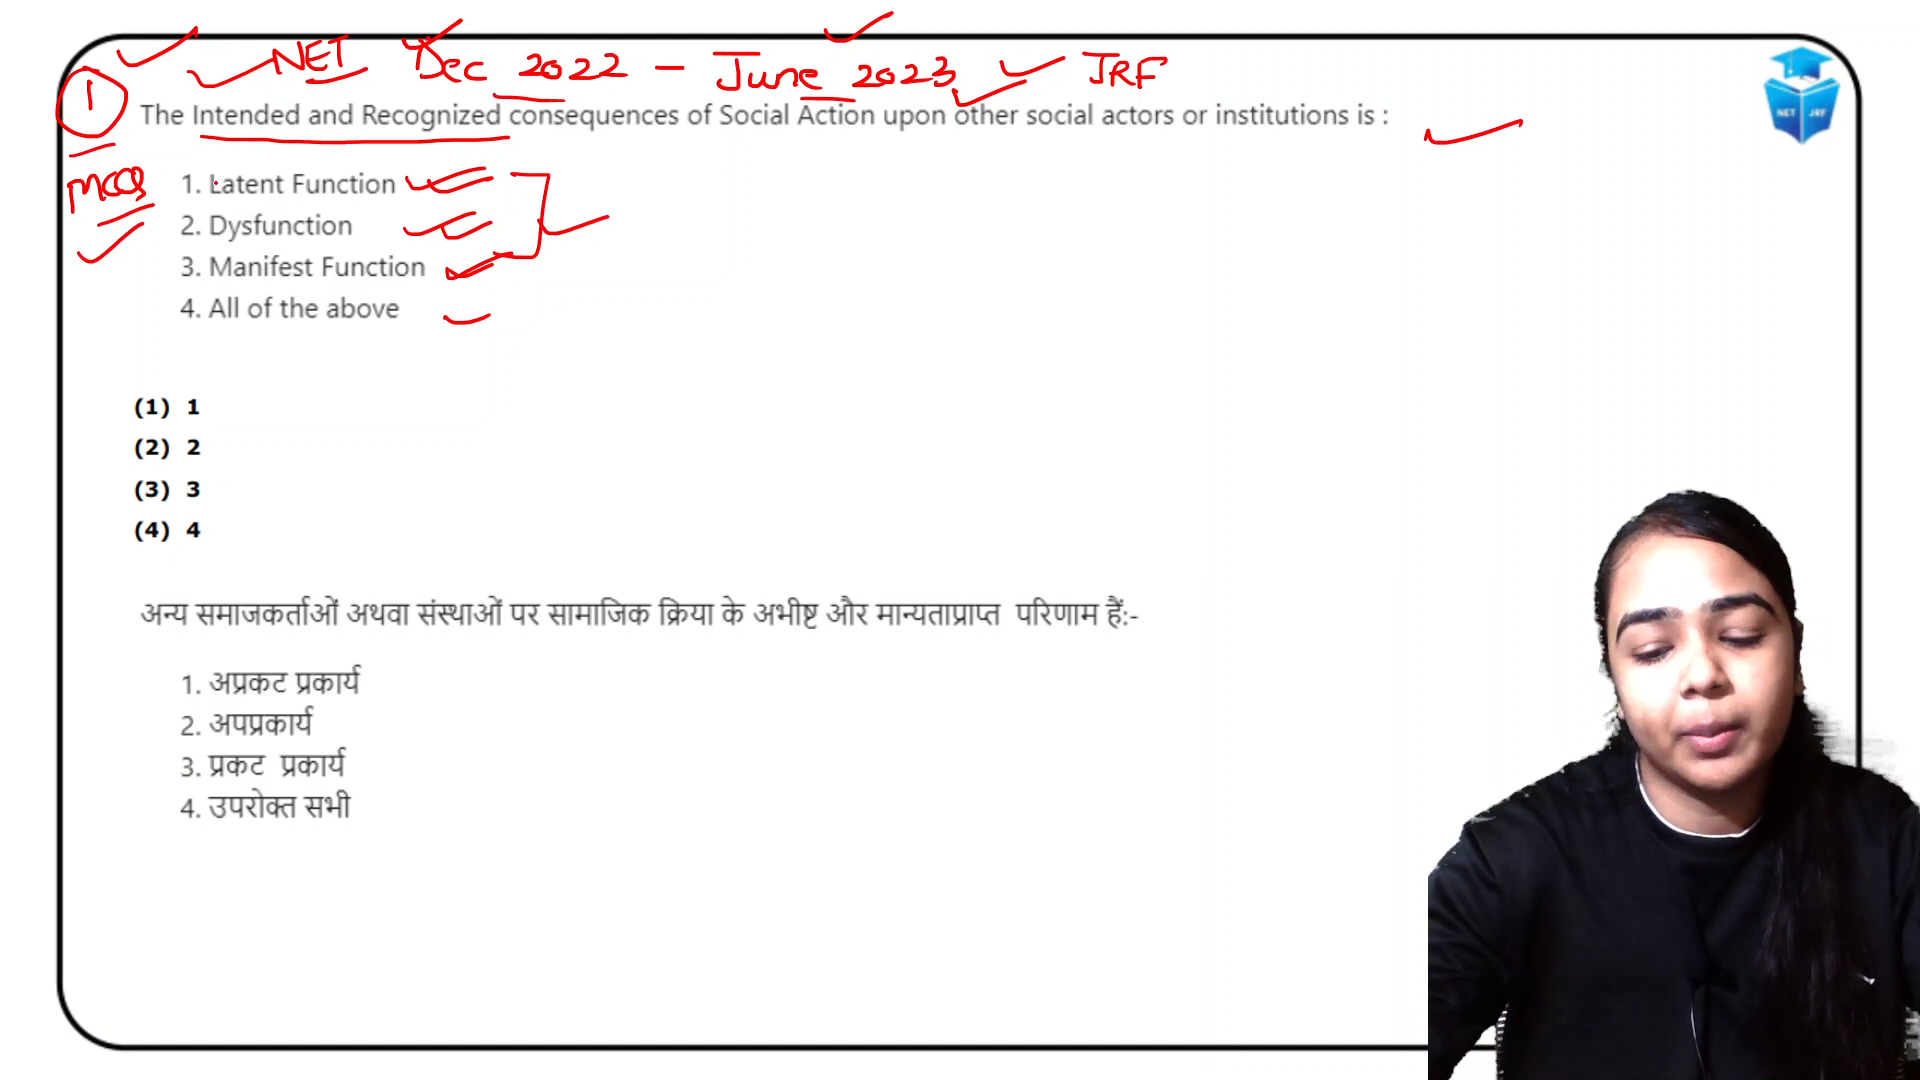 NET Dec 2022 - June 2023 JRF
1
The Intended and Recognized consequences of Social Action upon other social actors or institutions is :
MCQs
1. Latent Function
2. Dysfunction
3. Manifest Function
4. All of the above
(1) 1
(2) 2
(3) 3
(4) 4
अन्य समाजकर्ताओं अथवा संस्थाओं पर सामाजिक क्रिया के अभीष्ट और मान्यताप्राप्त परिणाम हैं:-
1. अप्रकट प्रकार्य
2. अपप्रकार्य
3. प्रकट प्रकार्य
4. उपरोक्त सभी
NET JRF